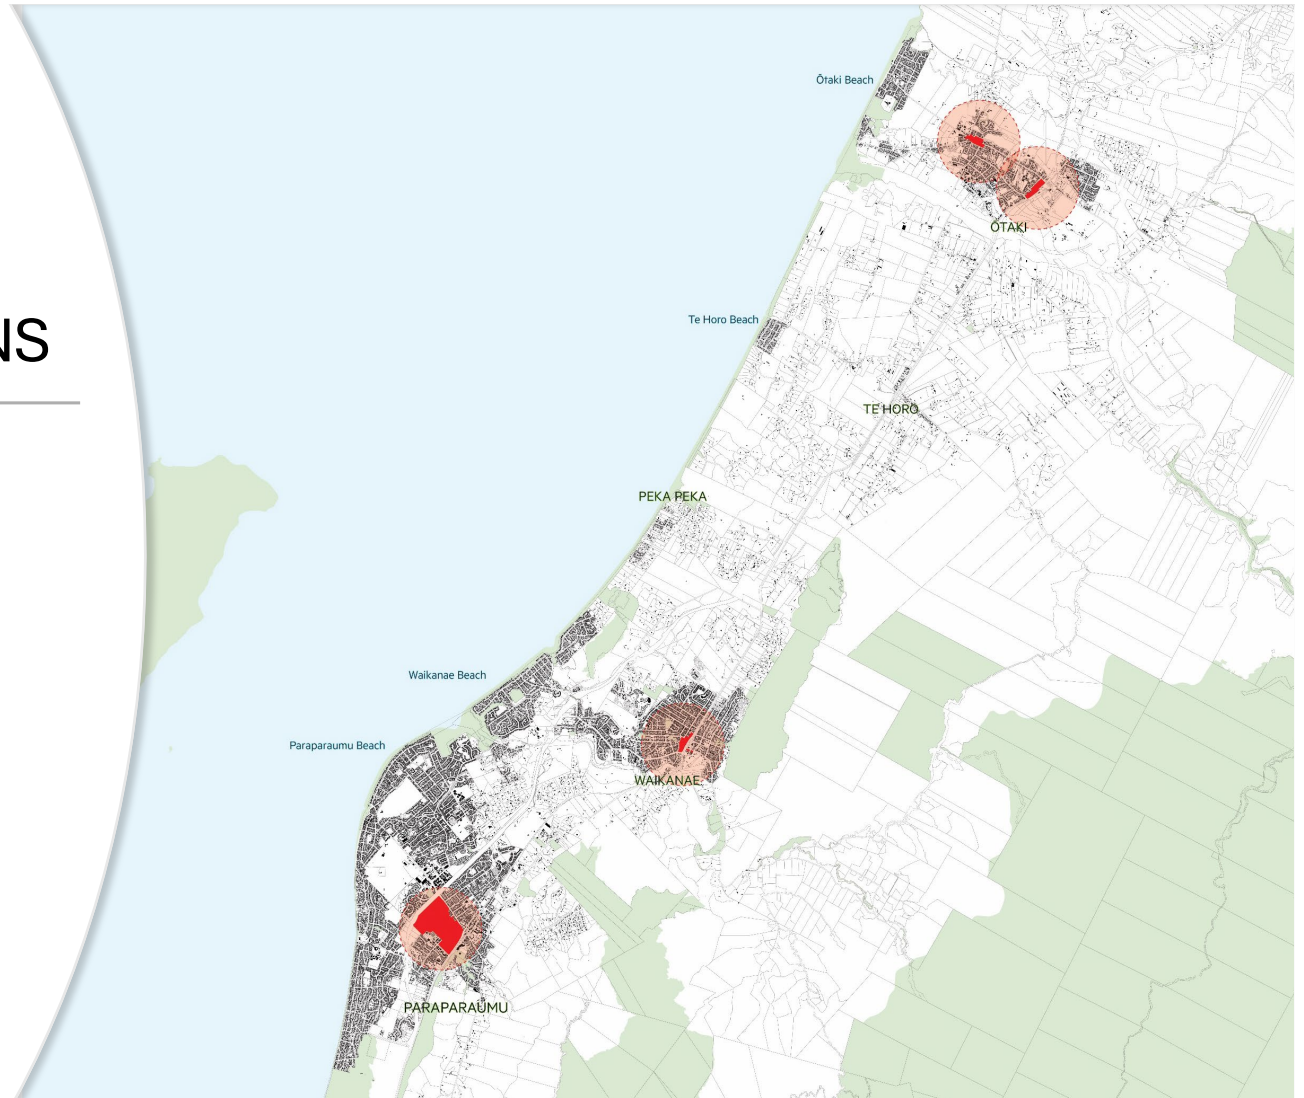 Ōtaki Beach
ŌTAKI
NS
Te Horo Beach
TE HORO
PEKA PEKA
Waikanae Beach
Paraparaumu Beach
WAIKANAE
PARAPARAUMU